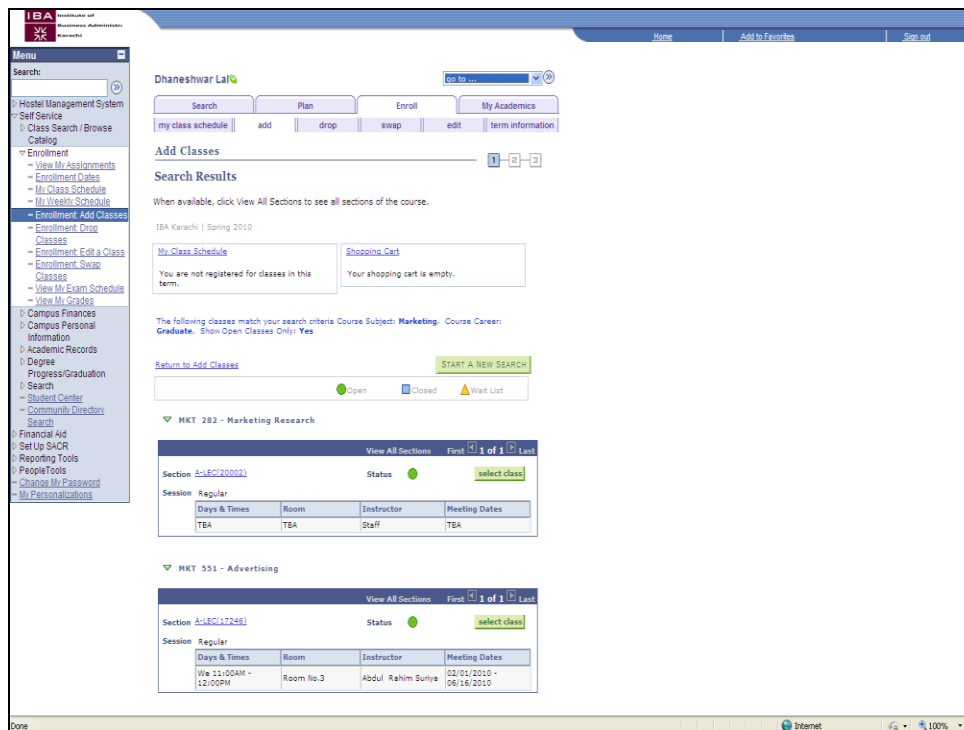 IBA Institute of
Business Administr:
Karachi
Home Add to Favorites Sign out
Menu
Search:
Hostel Management System
Self Service
Class Search / Browse
Catalog
Enrollment
View My Assignments
Enrollment Dates
My Class Schedule
My Weekly Schedule
Enrollment: Add Classes
Enrollment: Drop
Classes
Enrollment: Edit a Class
Enrollment: Swap
Classes
View My Exam Schedule
View My Grades
Campus Finances
Campus Personal
Information
Academic Records
Degree
Progress/Graduation
Search
Student Center
Community Directory
Search
Financial Aid
Set Up SACR
Reporting Tools
PeopleTools
Change My Password
My Personalizations
Dhaneshwar Lal
go to ...
Search Plan Enroll My Academics
my class schedule add drop swap edit term information
Add Classes
1 2 3
Search Results
When available, click View All Sections to see all sections of the course.
IBA Karachi | Spring 2010
My Class Schedule
You are not registered for classes in this
term.
Shopping Cart
Your shopping cart is empty.
The following classes match your search criteria Course Subject: Marketing, Course Career:
Graduate, Show Open Classes Only: Yes
Return to Add Classes START A NEW SEARCH
Open Closed Wait List
MKT 282 - Marketing Research
View All Sections First 1 of 1 Last
Section A-LEC(20002) Status select class
Session Regular
Days & Times Room Instructor Meeting Dates
TBA TBA Staff TBA
MKT 551 - Advertising
View All Sections First 1 of 1 Last
Section A-LEC(17246) Status select class
Session Regular
Days & Times Room Instructor Meeting Dates
We 11:00AM - 12:00PM Room No.3 Abdul Rahim Suriya 02/01/2010 - 06/16/2010
Done Internet 100%